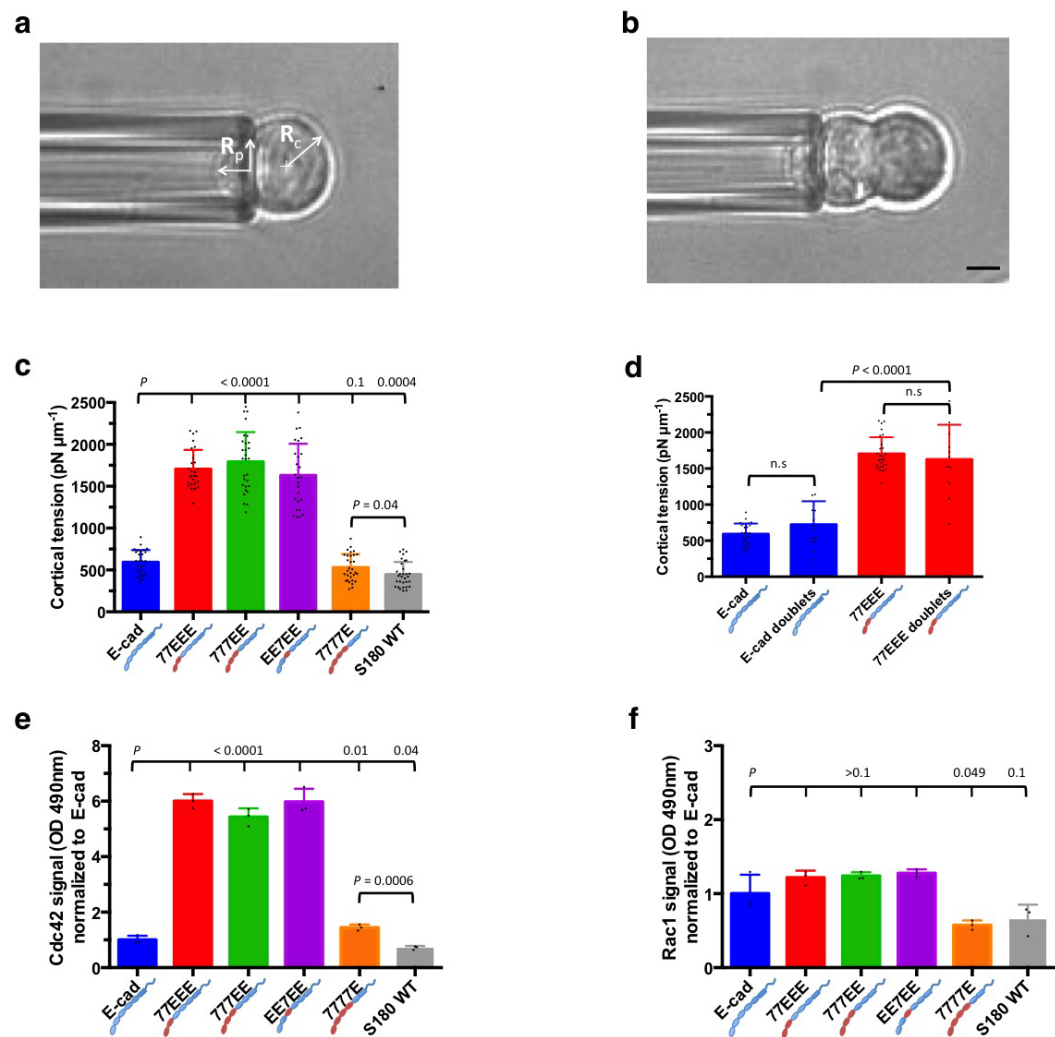 a
b
R_p
R_c
c
P < 0.0001 0.1 0.0004
Cortical tension (pN µm⁻¹)
2500
2000
1500
1000
500
0
P = 0.04
E-cad
77EEE
777EE
EE7EE
7777E
S180 WT
d
P < 0.0001
n.s
n.s
Cortical tension (pN µm⁻¹)
2500
2000
1500
1000
500
0
E-cad
E-cad doublets
77EEE
77EEE doublets
e
P < 0.0001 0.01 0.04
Cdc42 signal (OD 490nm)
normalized to E-cad
8
6
4
2
0
P = 0.0006
E-cad
77EEE
777EE
EE7EE
7777E
S180 WT
f
P >0.1 0.049 0.1
Rac1 signal (OD 490nm)
normalized to E-cad
3
2
1
0
E-cad
77EEE
777EE
EE7EE
7777E
S180 WT